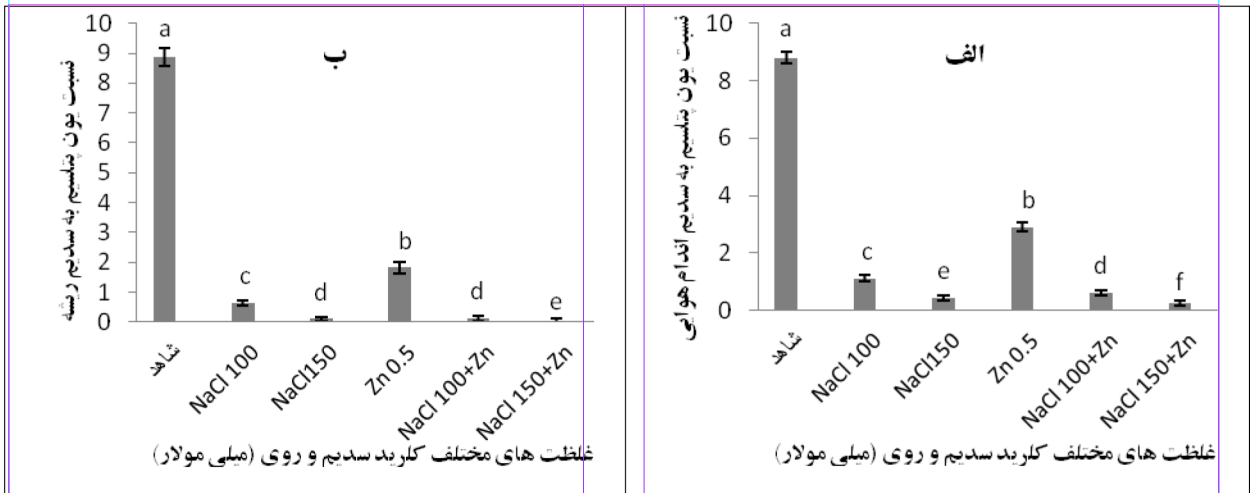 الف
نسبت یون پتاسیم به سدیم اندام هوایی
10
8
6
4
2
0
a
c
e
b
d
f
شاهد
NaCl 100
NaCl150
Zn 0.5
NaCl 100+Zn
NaCl 150+Zn
غلظت های مختلف کلرید سدیم و روی (میلی مولار)
ب
نسبت یون پتاسیم به سدیم ریشه
10
9
8
7
6
5
4
3
2
1
0
a
c
d
b
d
e
شاهد
NaCl 100
NaCl150
Zn 0.5
NaCl 100+Zn
NaCl 150+Zn
غلظت های مختلف کلرید سدیم و روی (میلی مولار)